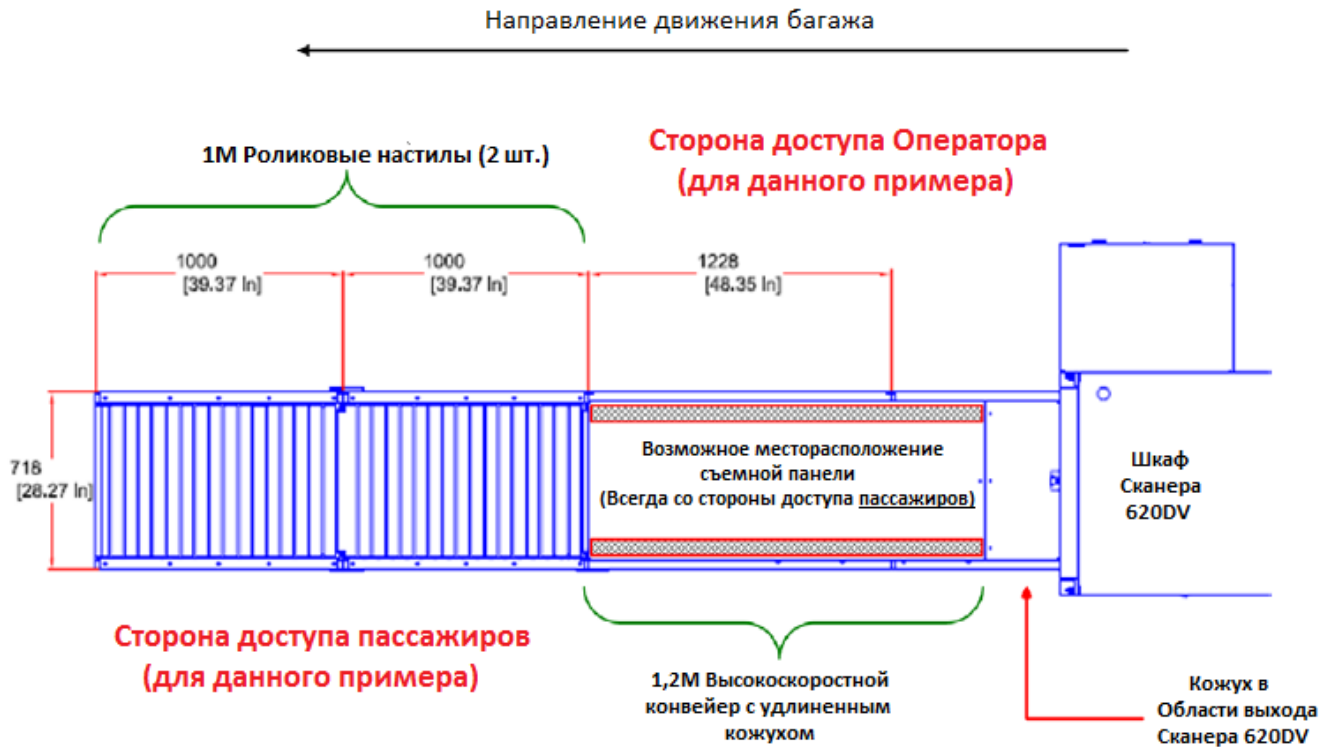 Направление движения багажа
1М Роликовые настилы (2 шт.)
Сторона доступа Оператора
(для данного примера)
1000
[39.37 In]
1000
[39.37 In]
1228
[48.35 In]
718
[28.27 In]
Возможное месторасположение
съемной панели
(Всегда со стороны доступа пассажиров)
Шкаф
Сканера
620DV
Сторона доступа пассажиров
(для данного примера)
1,2М Высокоскоростной
конвейер с удлиненным
кожухом
Кожух в
Области выхода
Сканера 620DV